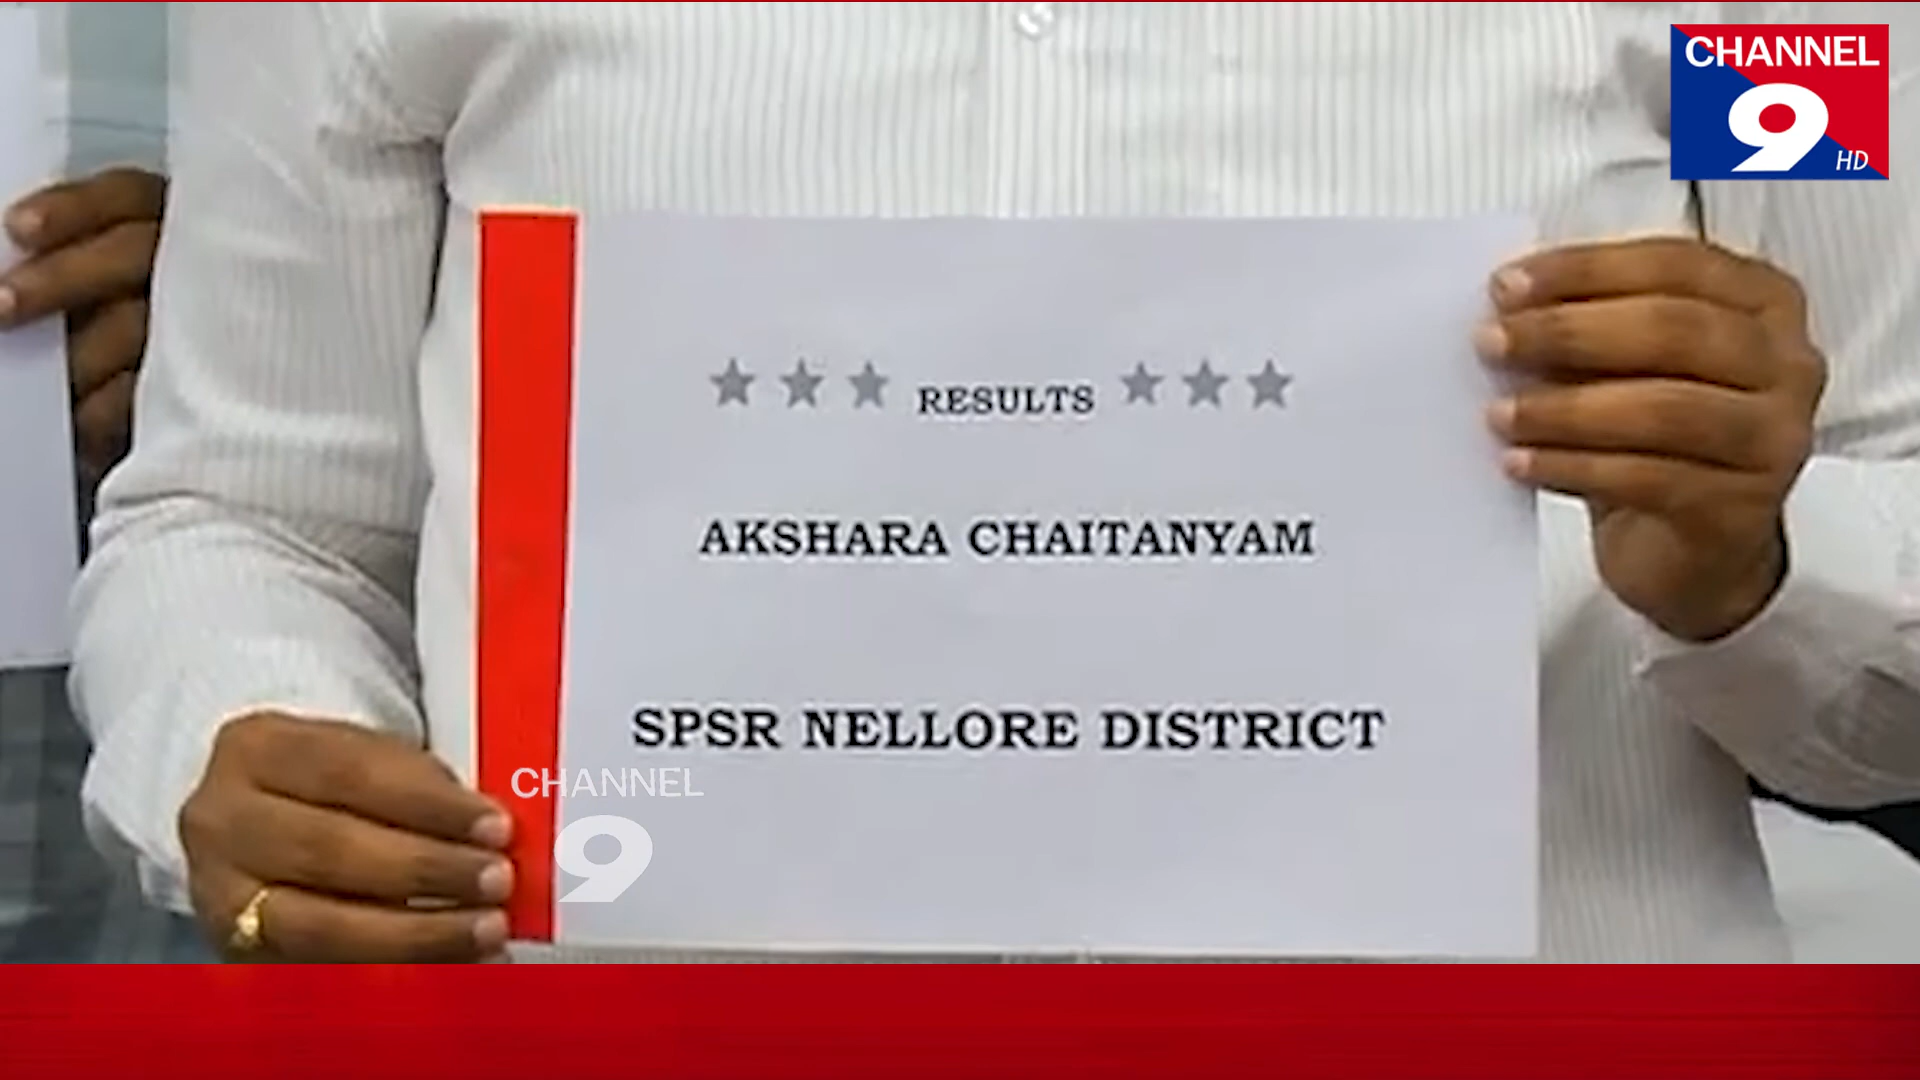 CHANNEL
9
HD
★ ★ ★ RESULTS ★ ★ ★
AKSHARA CHAITANYAM
SPSR NELLORE DISTRICT
CHANNEL
9